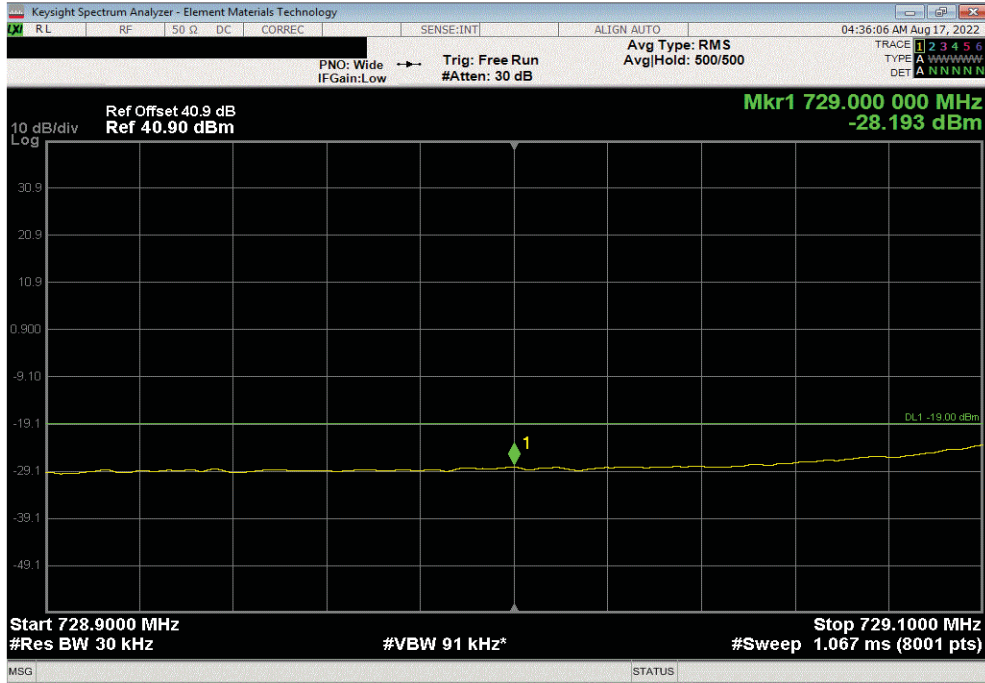 Keysight Spectrum Analyzer - Element Materials Technology
LXI RL RF 50 Ω DC CORREC SENSE:INT ALIGN AUTO 04:36:06 AM Aug 17, 2022
PNO: Wide Trig: Free Run Avg Type: RMS TRACE 1 2 3 4 5 6
IFGain:Low #Atten: 30 dB Avg|Hold: 500/500 TYPE A WWWWW
DET A N N N N N
Mkr1 729.000 000 MHz
-28.193 dBm
Ref Offset 40.9 dB
10 dB/div Ref 40.90 dBm
Log
30.9
20.9
10.9
0.900
-9.10
-19.1
DL1 -19.00 dBm
1
-29.1
-39.1
-49.1
Start 728.9000 MHz Stop 729.1000 MHz
#Res BW 30 kHz #VBW 91 kHz* #Sweep 1.067 ms (8001 pts)
MSG STATUS